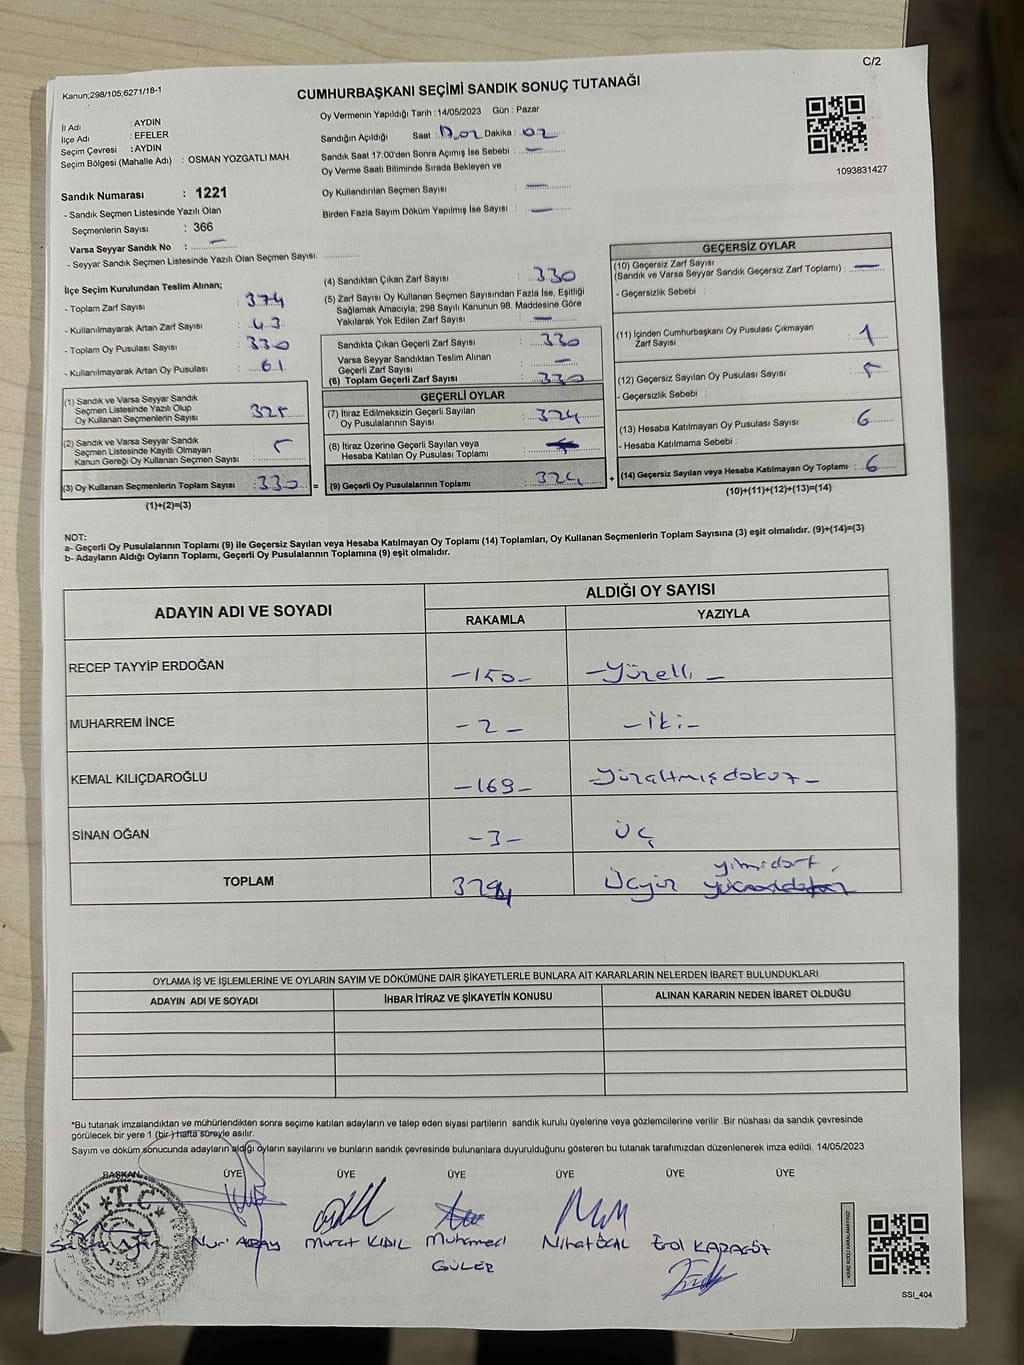 C/2
Kanun;298/105;6271/18-1
CUMHURBAŞKANI SEÇİMİ SANDIK SONUÇ TUTANAĞI
İl Adı : AYDIN
İlçe Adı : EFELER
Seçim Çevresi : AYDIN
Seçim Bölgesi (Mahalle Adı) : OSMAN YOZGATLI MAH.
Oy Vermenin Yapıldığı Tarih : 14/05/2023 Gün : Pazar
Sandığın Açıldığı Saat : Dakika : 02
Sandık Saat 17:00'den Sonra Açımış İse Sebebi : —
Oy Verme Saati Bitiminde Sırada Bekleyen ve
Oy Kullandırılan Seçmen Sayısı : —
Birden Fazla Sayım Döküm Yapılmış İse Sayısı : —
1093831427
Sandık Numarası : 1221
- Sandık Seçmen Listesinde Yazılı Olan
Seçmenlerin Sayısı : 366
Varsa Seyyar Sandık No : —
- Seyyar Sandık Seçmen Listesinde Yazılı Olan Seçmen Sayısı:
İlçe Seçim Kurulundan Teslim Alınan;
- Toplam Zarf Sayısı : 374
- Kullanılmayarak Artan Zarf Sayısı : 43
- Toplam Oy Pusulası Sayısı : 330
- Kullanılmayarak Artan Oy Pusulası : 61
(1) Sandık ve Varsa Seyyar Sandık
Seçmen Listesinde Yazılı Olup
Oy Kullanan Seçmenlerin Sayısı : 325
(2) Sandık ve Varsa Seyyar Sandık
Seçmen Listesinde Kayıtlı Olmayan
Kanun Gereği Oy Kullanan Seçmen Sayısı : 5
(3) Oy Kullanan Seçmenlerin Toplam Sayısı : 330 =
(1)+(2)=(3)
(4) Sandıktan Çıkan Zarf Sayısı : 330
(5) Zarf Sayısı Oy Kullanan Seçmen Sayısından Fazla İse, Eşitliği
Sağlamak Amacıyla; 298 Sayılı Kanunun 98. Maddesine Göre
Yakılarak Yok Edilen Zarf Sayısı : —
Sandıkta Çıkan Geçerli Zarf Sayısı : 330
Varsa Seyyar Sandıktan Teslim Alınan
Geçerli Zarf Sayısı : —
(6) Toplam Geçerli Zarf Sayısı : 330
GEÇERLİ OYLAR
(7) İtiraz Edilmeksizin Geçerli Sayılan
Oy Pusulalarının Sayısı : 324
(8) İtiraz Üzerine Geçerli Sayılan veya
Hesaba Katılan Oy Pusulası Toplamı :
(9) Geçerli Oy Pusulalarının Toplamı : 324 +
GEÇERSİZ OYLAR
(10) Geçersiz Zarf Sayısı
(Sandık ve Varsa Seyyar Sandık Geçersiz Zarf Toplamı) : —
- Geçersizlik Sebebi :
(11) İçinden Cumhurbaşkanı Oy Pusulası Çıkmayan
Zarf Sayısı : 1
(12) Geçersiz Sayılan Oy Pusulası Sayısı : 5
- Geçersizlik Sebebi :
(13) Hesaba Katılmayan Oy Pusulası Sayısı : 6
- Hesaba Katılmama Sebebi :
(14) Geçersiz Sayılan veya Hesaba Katılmayan Oy Toplamı : 6
(10)+(11)+(12)+(13)=(14)
NOT:
a- Geçerli Oy Pusulalarının Toplamı (9) ile Geçersiz Sayılan veya Hesaba Katılmayan Oy Toplamı (14) Toplamları, Oy Kullanan Seçmenlerin Toplam Sayısına (3) eşit olmalıdır. (9)+(14)=(3)
b- Adayların Aldığı Oyların Toplamı, Geçerli Oy Pusulalarının Toplamına (9) eşit olmalıdır.
ADAYIN ADI VE SOYADI ALDIĞI OY SAYISI
RAKAMLA YAZIYLA
RECEP TAYYİP ERDOĞAN -150- -Yüzelli-
MUHARREM İNCE -2- -iki-
KEMAL KILIÇDAROĞLU -169- -Yüzaltmışdokuz-
SİNAN OĞAN -3- Üç
TOPLAM Üçyüz yirmidört
OYLAMA İŞ VE İŞLEMLERİNE VE OYLARIN SAYIM VE DÖKÜMÜNE DAİR ŞİKAYETLERLE BUNLARA AİT KARARLARIN NELERDEN İBARET BULUNDUKLARI
ADAYIN ADI VE SOYADI İHBAR İTİRAZ VE ŞİKAYETİN KONUSU ALINAN KARARIN NEDEN İBARET OLDUĞU
*Bu tutanak imzalandıktan ve mühürlendikten sonra seçime katılan adayların ve talep eden siyasi partilerin sandık kurulu üyelerine veya gözlemcilerine verilir .Bir nüshası da sandık çevresinde
görülecek bir yere 1 (bir) hafta süreyle asılır.
Sayım ve döküm sonucunda adayların aldığı oyların sayılarını ve bunların sandık çevresinde bulunanlara duyurulduğunu gösteren bu tutanak tarafımızdan düzenlenerek imza edildi. 14/05/2023
BAŞKAN ÜYE ÜYE ÜYE ÜYE ÜYE ÜYE
T.C
Nuri Murat KIDIL Muhamed Nihat ÖCAL Erol KARAGÖZ
GÜLER
KARE KODU KARALAMAYINIZ!
SSI_404